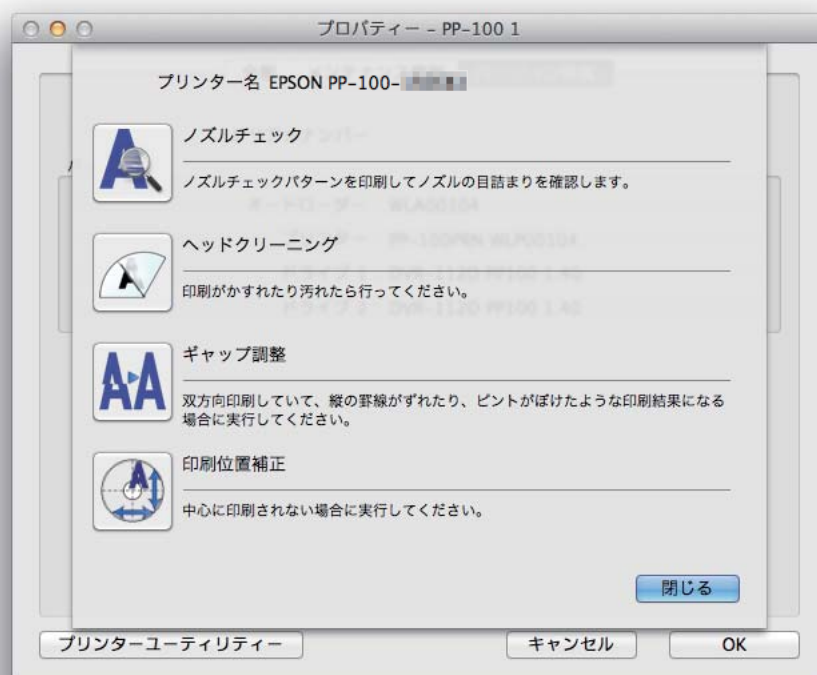 プロパティー – PP-100 1
プリンター名 EPSON PP-100-
ノズルチェック
ノズルチェックパターンを印刷してノズルの目詰まりを確認します。
ヘッドクリーニング
印刷がかすれたり汚れたら行ってください。
ギャップ調整
双方向印刷していて、縦の罫線がずれたり、ピントがぼけたような印刷結果になる
場合に実行してください。
印刷位置補正
中心に印刷されない場合に実行してください。
閉じる
プリンターユーティリティー
キャンセル
OK